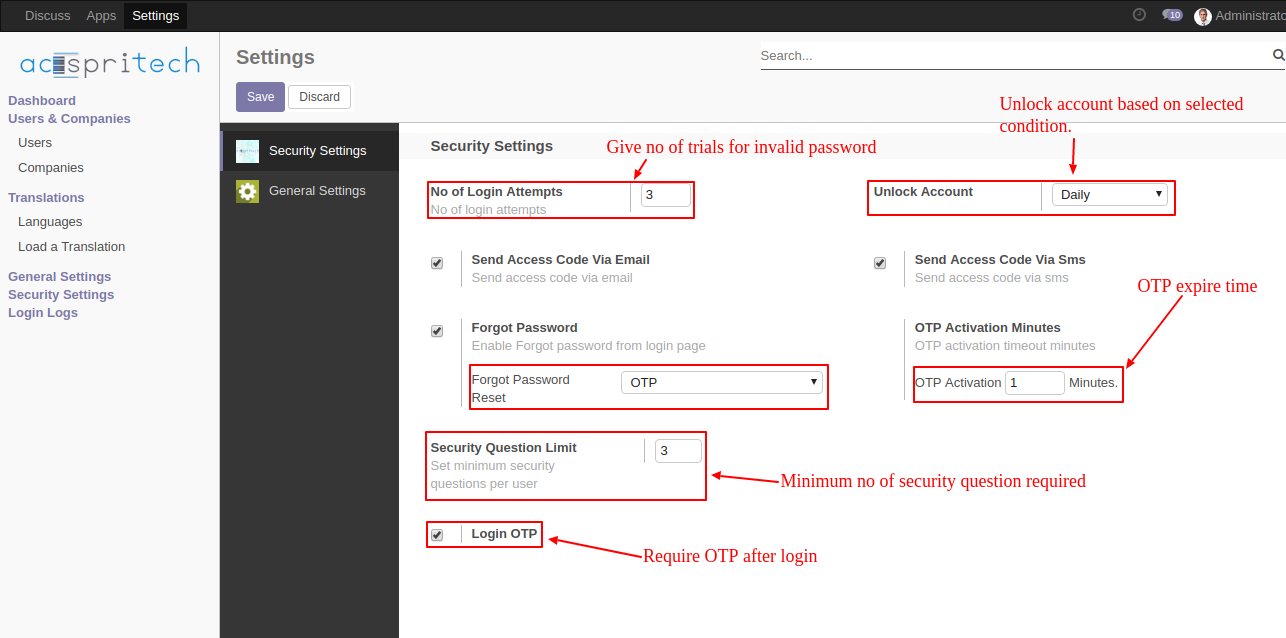 Discuss Apps Settings
10 Administrato
acespritech
Settings
Search...
Save Discard
Dashboard
Users & Companies
Users
Companies
Translations
Languages
Load a Translation
General Settings
Security Settings
Login Logs
Security Settings
General Settings
Unlock account based on selected
condition.
Security Settings
Give no of trials for invalid password
No of Login Attempts 3
No of login attempts
Unlock Account Daily
Send Access Code Via Email
Send access code via email
Send Access Code Via Sms
Send access code via sms
OTP expire time
Forgot Password
Enable Forgot password from login page
Forgot Password OTP
Reset
OTP Activation Minutes
OTP activation timeout minutes
OTP Activation 1 Minutes.
Security Question Limit 3
Set minimum security
questions per user
Minimum no of security question required
Login OTP
Require OTP after login